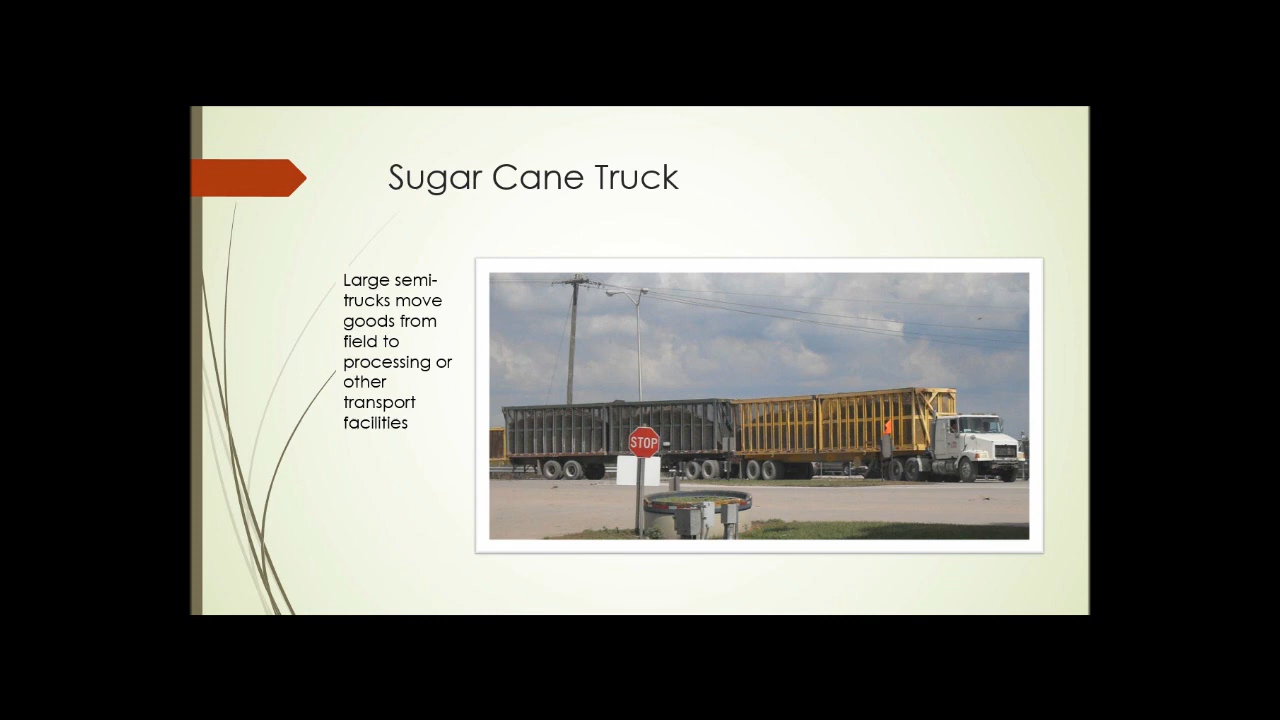 Sugar Cane Truck
Large semi-
trucks move
goods from
field to
processing or
other
transport
facilities
STOP